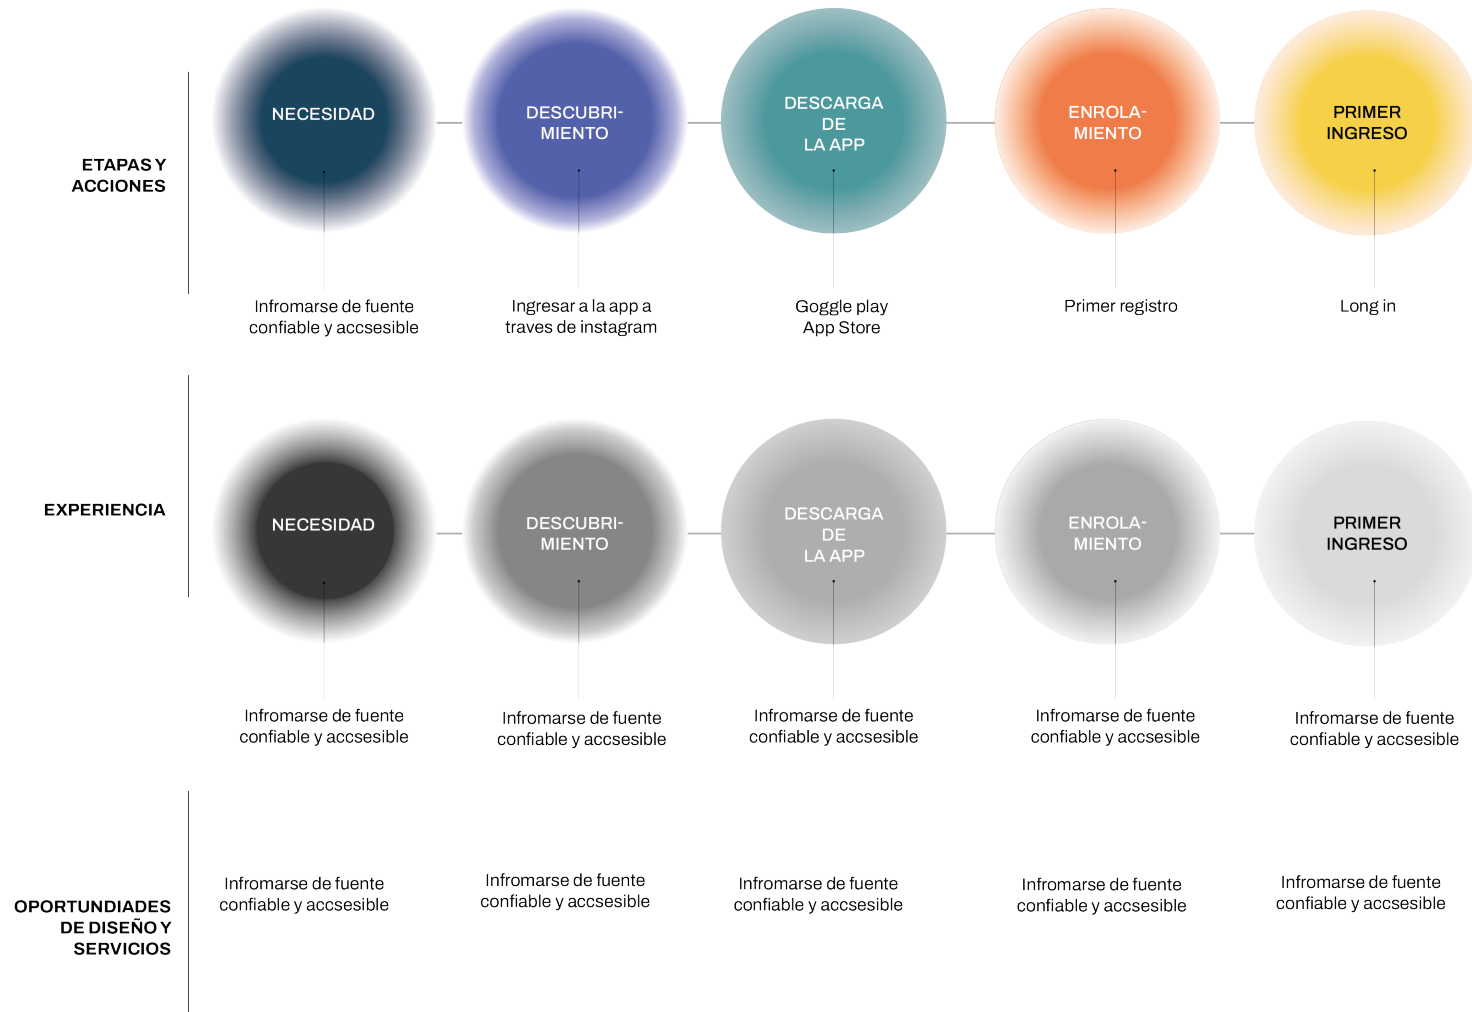 ETAPAS Y
ACCIONES
NECESIDAD
DESCUBRI-
MIENTO
DESCARGA
DE
LA APP
ENROLA-
MIENTO
PRIMER
INGRESO
Infromarse de fuente
confiable y accsesible
Ingresar a la app a
traves de instagram
Goggle play
App Store
Primer registro
Long in
EXPERIENCIA
NECESIDAD
DESCUBRI-
MIENTO
DESCARGA
DE
LA APP
ENROLA-
MIENTO
PRIMER
INGRESO
Infromarse de fuente
confiable y accsesible
Infromarse de fuente
confiable y accsesible
Infromarse de fuente
confiable y accsesible
Infromarse de fuente
confiable y accsesible
Infromarse de fuente
confiable y accsesible
OPORTUNDIADES
DE DISEÑO Y
SERVICIOS
Infromarse de fuente
confiable y accsesible
Infromarse de fuente
confiable y accsesible
Infromarse de fuente
confiable y accsesible
Infromarse de fuente
confiable y accsesible
Infromarse de fuente
confiable y accsesible